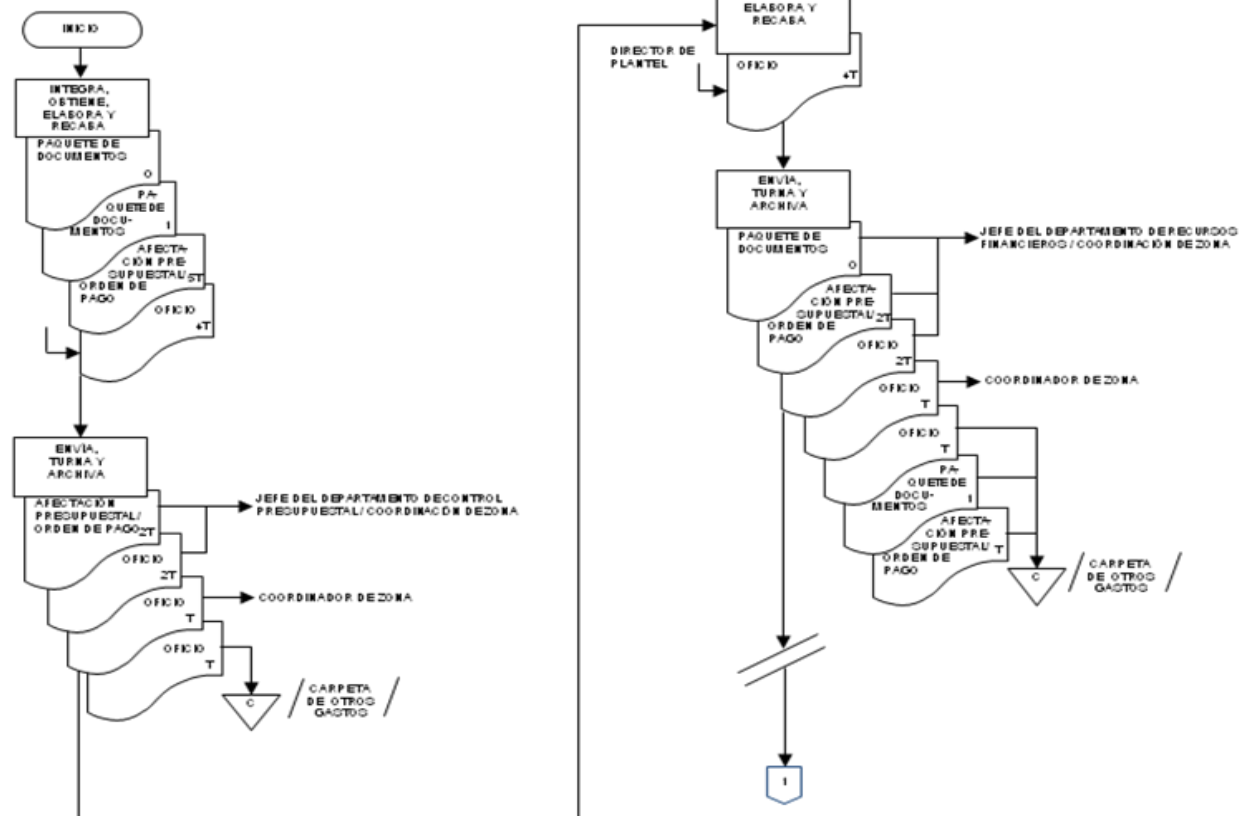 INICIO
INTEGRA,
OBTIENE,
ELABORA Y
RECABA
PAQUETE DE
DOCUMENTOS
O
PA-
QUETE DE
DOCU-
MENTOS
1
AFECTA-
CIÓN PRE-
SUPUESTAL/
ORDEN DE
PAGO
5T
OFICIO
4T
ENVÍA,
TURNA Y
ARCHIVA
AFECTACIÓN
PRESUPUESTAL/
ORDEN DE PAGO 2T
JEFE DEL DEPARTAMENTO DE CONTROL
PRESUPUESTAL / COORDINACIÓN DE ZONA
OFICIO
2T
OFICIO
T
COORDINADOR DE ZONA
OFICIO
T
C
/ CARPETA /
DE OTROS
GASTOS
ELABORA Y
RECABA
DIRECTOR DE
PLANTEL
OFICIO
4T
ENVÍA,
TURNA Y
ARCHIVA
PAQUETE DE
DOCUMENTOS
O
JEFE DEL DEPARTAMENTO DE RECURSOS
FINANCIEROS / COORDINACIÓN DE ZONA
AFECTA-
CIÓN PRE-
SUPUESTAL/
ORDEN DE
PAGO
2T
OFICIO
2T
OFICIO
T
COORDINADOR DE ZONA
OFICIO
T
PA-
QUETE DE
DOCU-
MENTOS
1
AFECTA-
CIÓN PRE-
SUPUESTAL/
ORDEN DE
PAGO
T
C
/ CARPETA /
DE OTROS
GASTOS
1